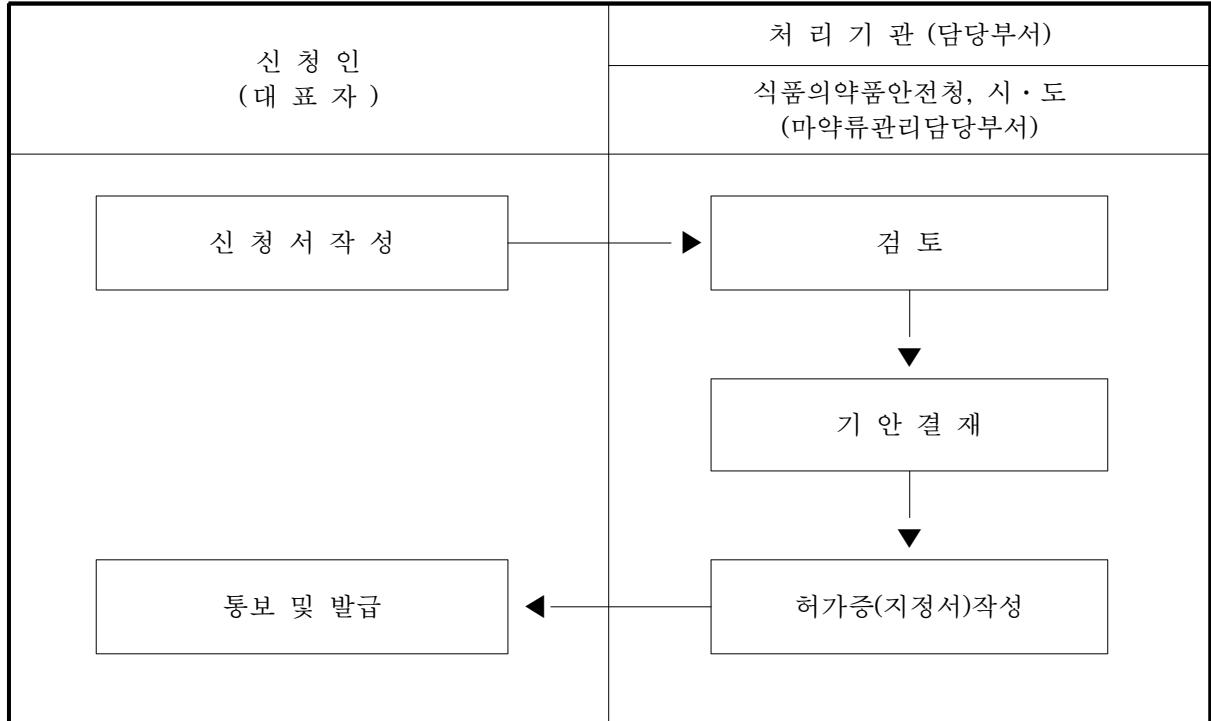 신 청 인
(대 표 자 )
처 리 기 관 (담당부서)
식품의약품안전청, 시·도
(마약류관리담당부서)
신 청 서 작 성
검 토
기 안 결 재
통보 및 발급
허가증(지정서)작성